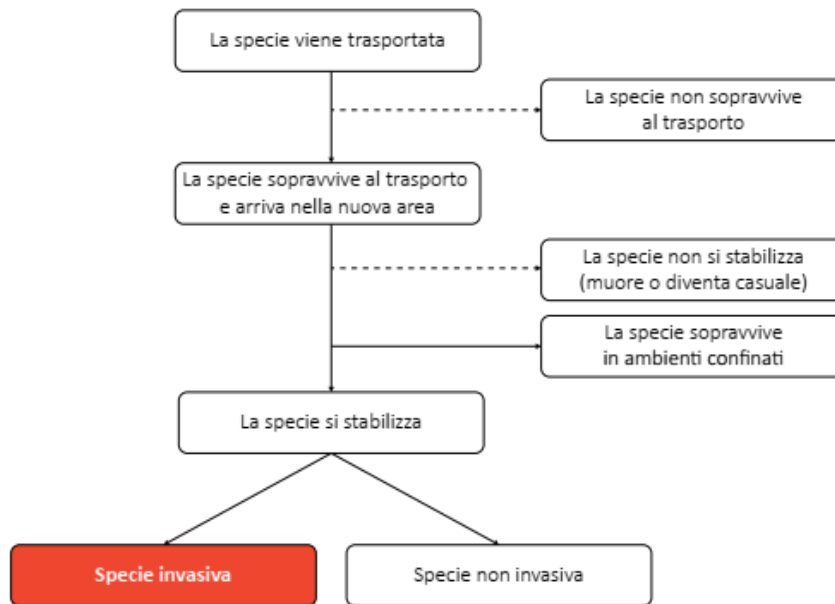 La specie viene trasportata
La specie non sopravvive
al trasporto
La specie sopravvive al trasporto
e arriva nella nuova area
La specie non si stabilizza
(muore o diventa casuale)
La specie sopravvive
in ambienti confinati
La specie si stabilizza
Specie invasiva
Specie non invasiva